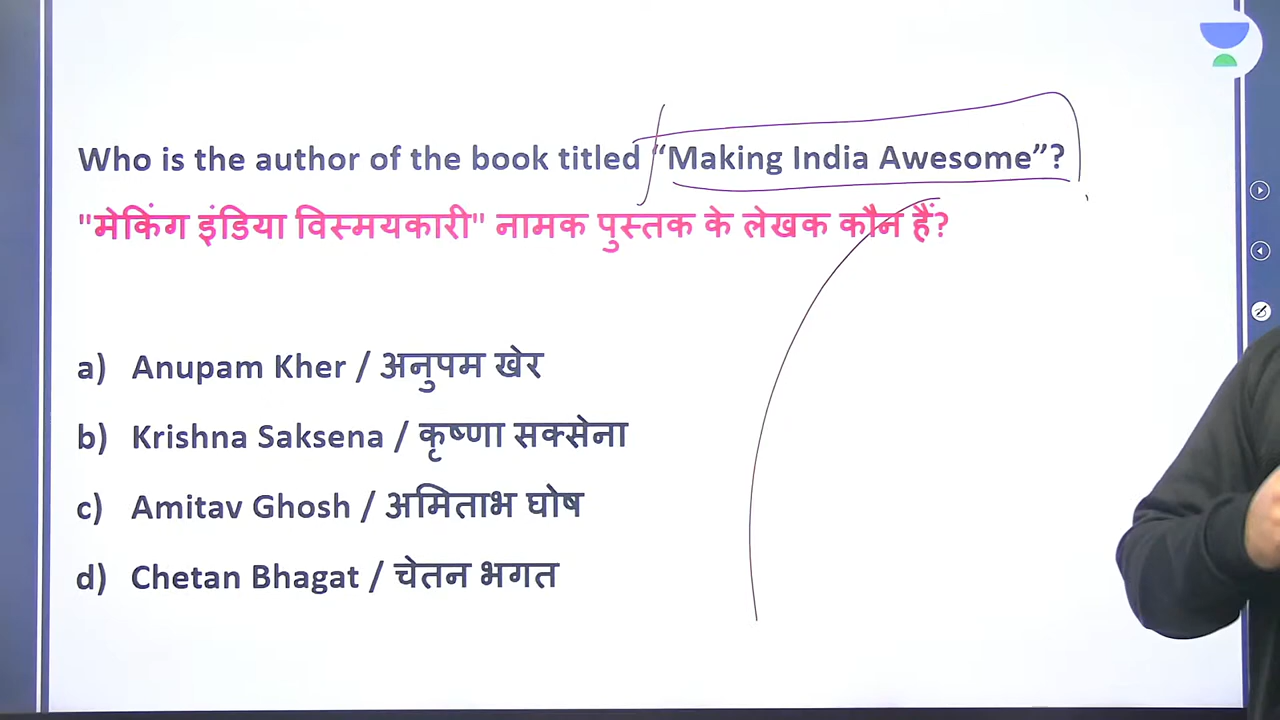 Who is the author of the book titled “Making India Awesome”?
"मेकिंग इंडिया विस्मयकारी" नामक पुस्तक के लेखक कौन हैं?
a) Anupam Kher / अनुपम खेर
b) Krishna Saksena / कृष्णा सक्सेना
c) Amitav Ghosh / अमिताभ घोष
d) Chetan Bhagat / चेतन भगत